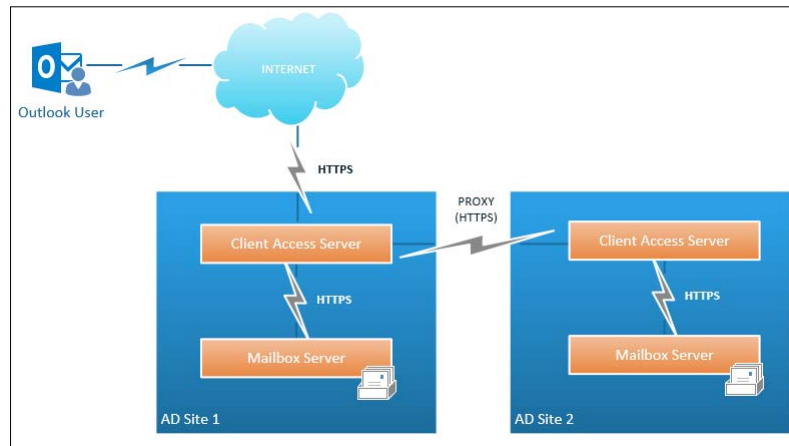 INTERNET
Outlook User
HTTPS
Client Access Server
HTTPS
Mailbox Server
AD Site 1
PROXY
(HTTPS)
Client Access Server
HTTPS
Mailbox Server
AD Site 2